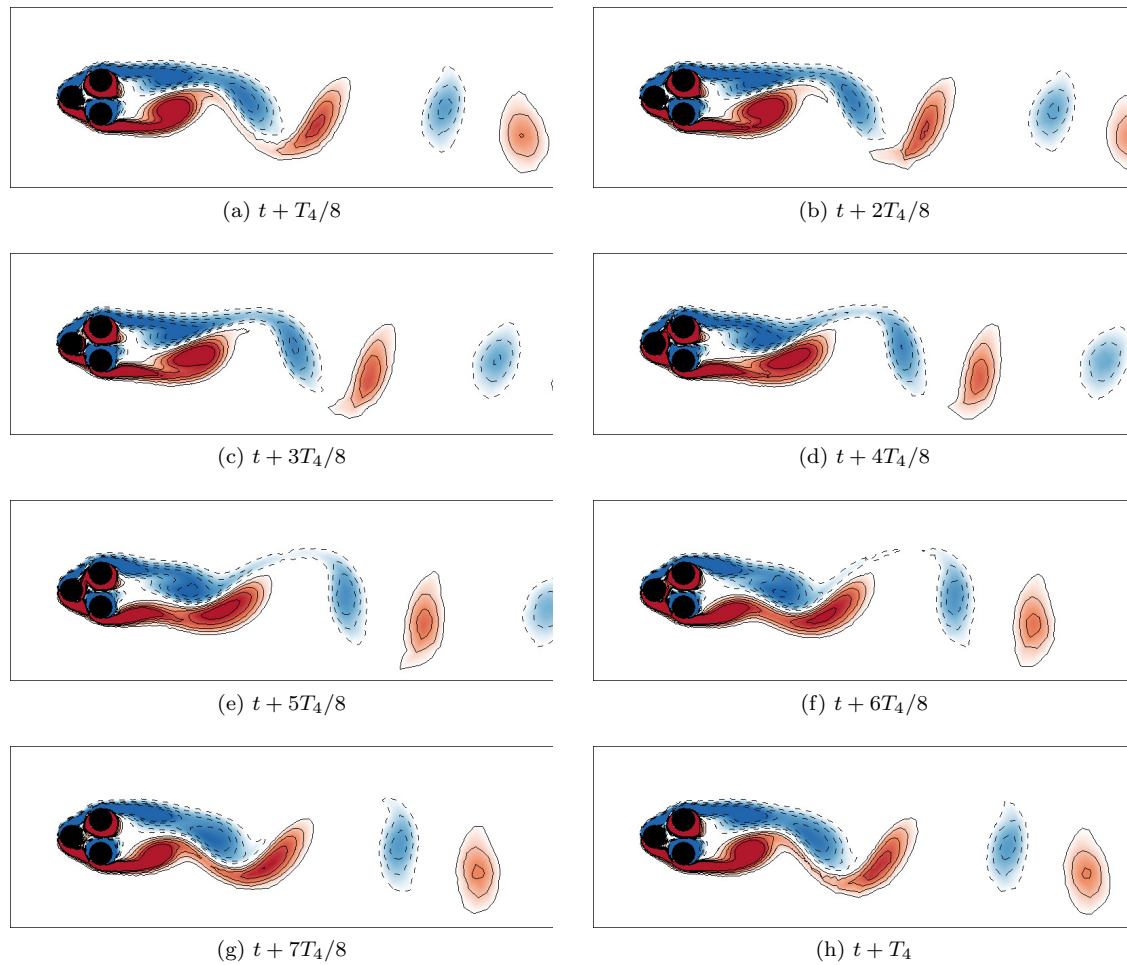 (a) t + T₄/8
(b) t + 2T₄/8
(c) t + 3T₄/8
(d) t + 4T₄/8
(e) t + 5T₄/8
(f) t + 6T₄/8
(g) t + 7T₄/8
(h) t + T₄